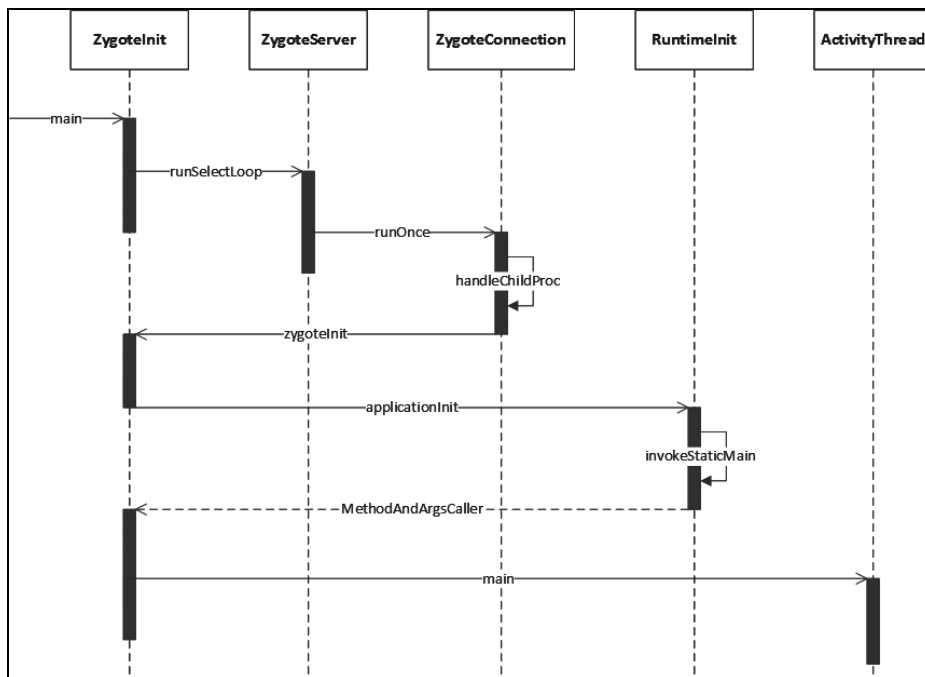 ZygoteInit
ZygoteServer
ZygoteConnection
RuntimeInit
ActivityThread
main
runSelectLoop
runOnce
handleChildProc
zygoteInit
applicationInit
invokeStaticMain
MethodAndArgsCaller
main